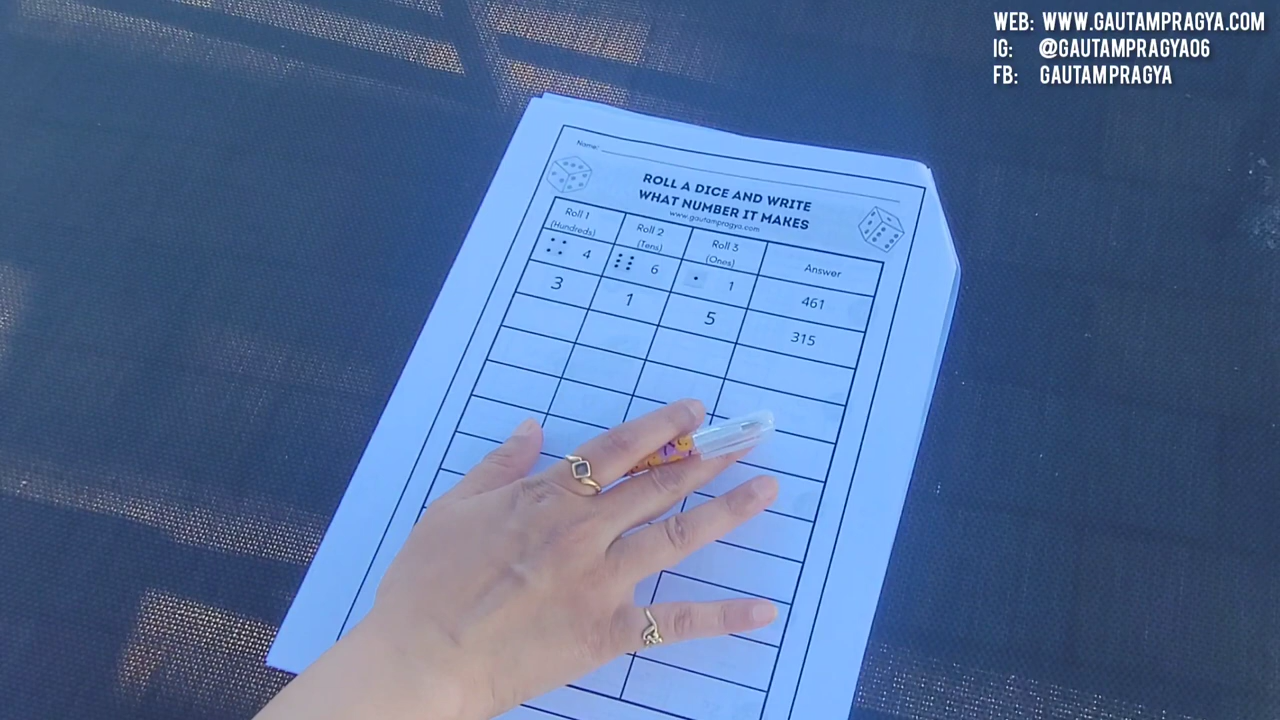 WEB: WWW.GAUTAMPRAGYA.COM
IG: @GAUTAMPRAGYA06
FB: GAUTAMPRAGYA
Name:
ROLL A DICE AND WRITE
WHAT NUMBER IT MAKES
www.gautampragya.com
Roll 1 Roll 2 Roll 3 Answer
(Hundreds) (Tens) (Ones)
4 6 1 461
3 1 5 315